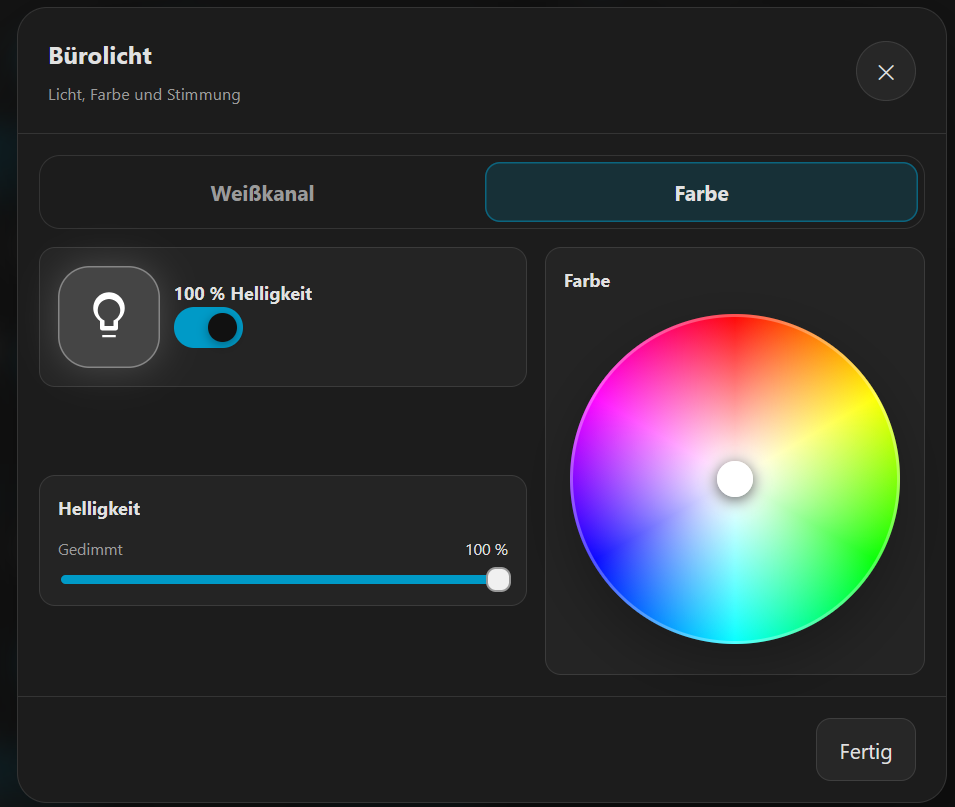 Bürolicht
Licht, Farbe und Stimmung
Weißkanal
Farbe
100 % Helligkeit
Farbe
Helligkeit
Gedimmt
100 %
Fertig